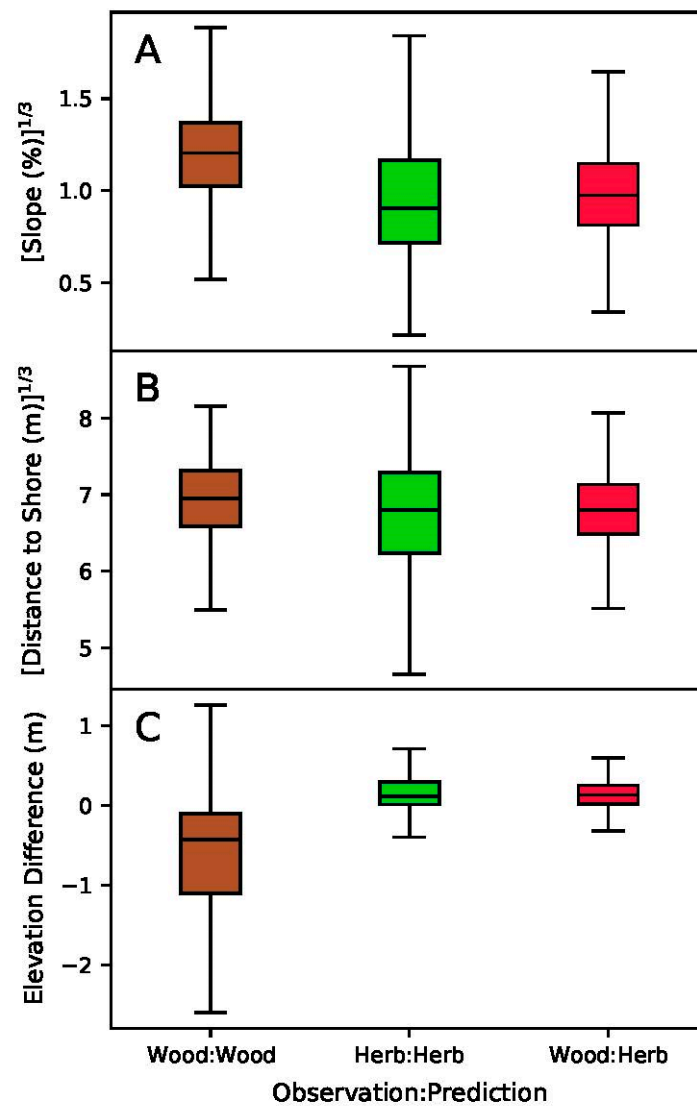 A
[Slope (%)]^{1/3}
1.5
1.0
0.5
B
[Distance to Shore (m)]^{1/3}
8
7
6
5
C
Elevation Difference (m)
1
0
−1
−2
Wood:Wood Herb:Herb Wood:Herb
Observation:Prediction